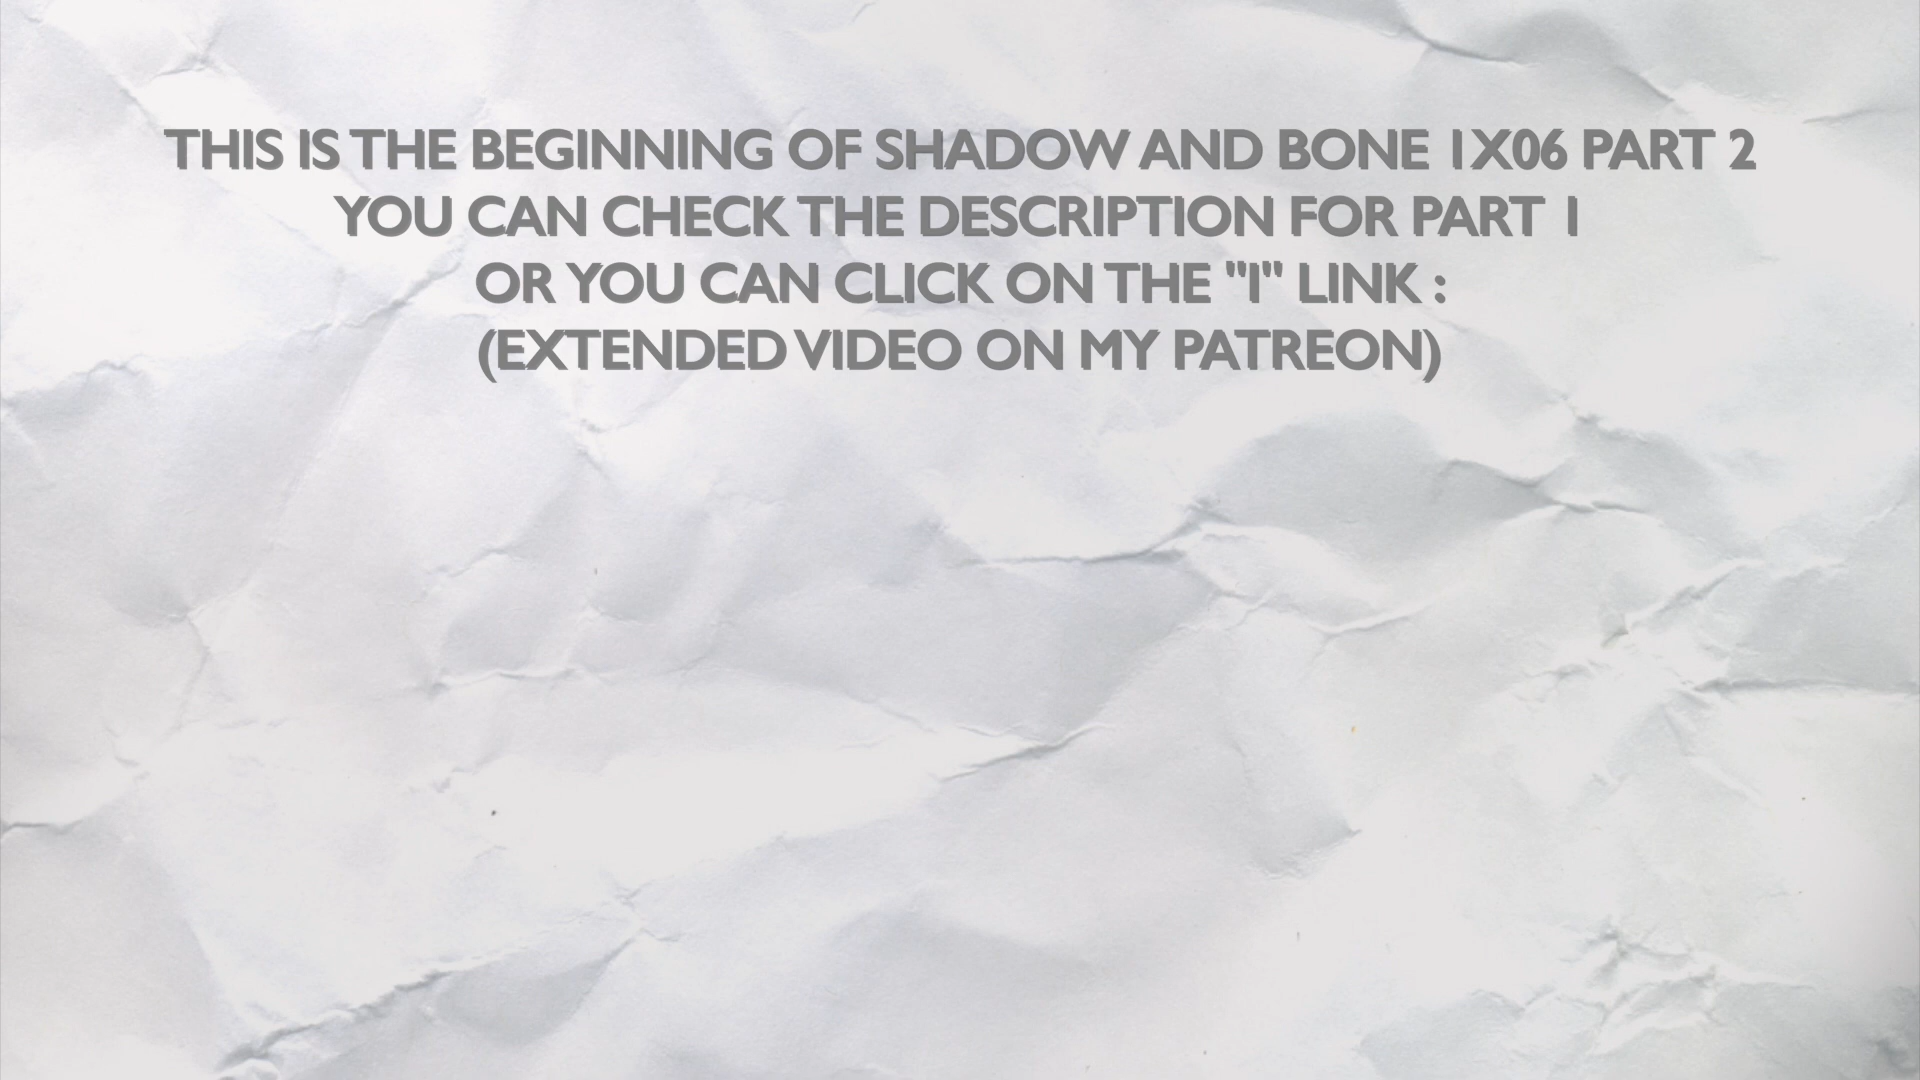 THIS IS THE BEGINNING OF SHADOW AND BONE 1X06 PART 2
YOU CAN CHECK THE DESCRIPTION FOR PART 1
OR YOU CAN CLICK ON THE "I" LINK :
(EXTENDED VIDEO ON MY PATREON)